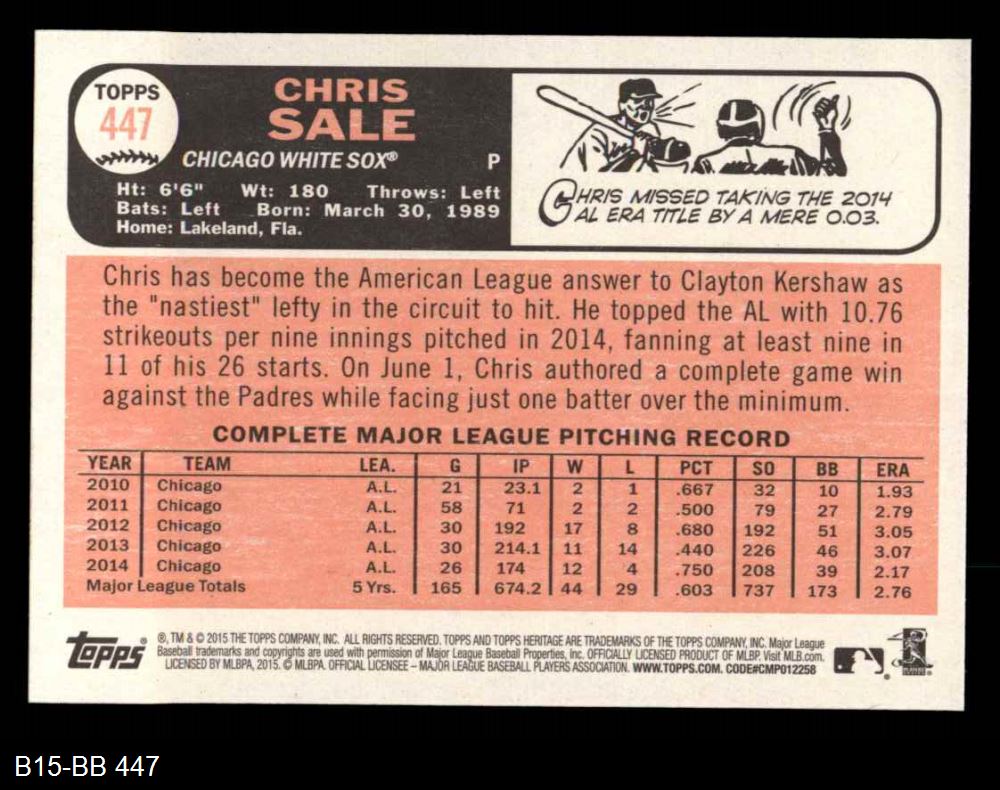 TOPPS
447
CHRIS
SALE
CHICAGO WHITE SOX® P
Ht: 6'6" Wt: 180 Throws: Left
Bats: Left Born: March 30, 1989
Home: Lakeland, Fla.
CHRIS MISSED TAKING THE 2014
AL ERA TITLE BY A MERE 0.03.
Chris has become the American League answer to Clayton Kershaw as
the "nastiest" lefty in the circuit to hit. He topped the AL with 10.76
strikeouts per nine innings pitched in 2014, fanning at least nine in
11 of his 26 starts. On June 1, Chris authored a complete game win
against the Padres while facing just one batter over the minimum.
COMPLETE MAJOR LEAGUE PITCHING RECORD
YEAR TEAM LEA. G IP W L PCT SO BB ERA
2010 Chicago A.L. 21 23.1 2 1 .667 32 10 1.93
2011 Chicago A.L. 58 71 2 2 .500 79 27 2.79
2012 Chicago A.L. 30 192 17 8 .680 192 51 3.05
2013 Chicago A.L. 30 214.1 11 14 .440 226 46 3.07
2014 Chicago A.L. 26 174 12 4 .750 208 39 2.17
Major League Totals 5 Yrs. 165 674.2 44 29 .603 737 173 2.76
Topps ®
®, TM & © 2015 THE TOPPS COMPANY, INC. ALL RIGHTS RESERVED. TOPPS AND TOPPS HERITAGE ARE TRADEMARKS OF THE TOPPS COMPANY, INC. Major League
Baseball trademarks and copyrights are used with permission of Major League Baseball Properties, Inc. OFFICIALLY LICENSED PRODUCT OF MLBP. Visit MLB.com.
LICENSED BY MLBPA, 2015. © MLBPA. OFFICIAL LICENSEE – MAJOR LEAGUE BASEBALL PLAYERS ASSOCIATION. WWW.TOPPS.COM. CODE#CMP012258
B15-BB 447